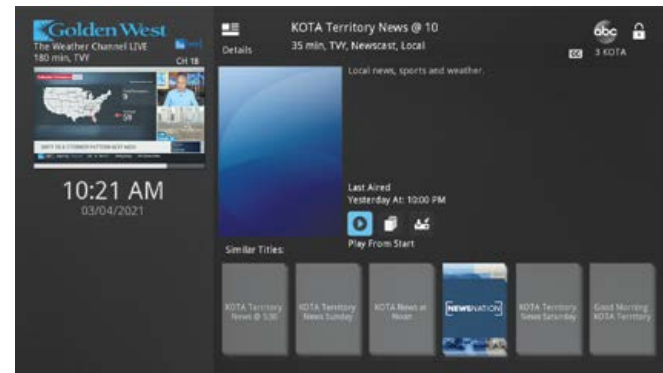 Golden West
The Weather Channel LIVE
180 min, TVY
CH 18
10:21 AM
03/04/2021
Details
KOTA Territory News @ 10
35 min, TVY, Newscast, Local
abc
CC
3 KOTA
Local news, sports and weather.
Last Aired
Yesterday At: 10:00 PM
Play From Start
Similar Titles:
KOTA Territory
News @ 5:30
KOTA Territory
News Sunday
KOTA News at
Noon
NEWSNATION
KOTA Territory
News Saturday
Good Morning
KOTA Territory